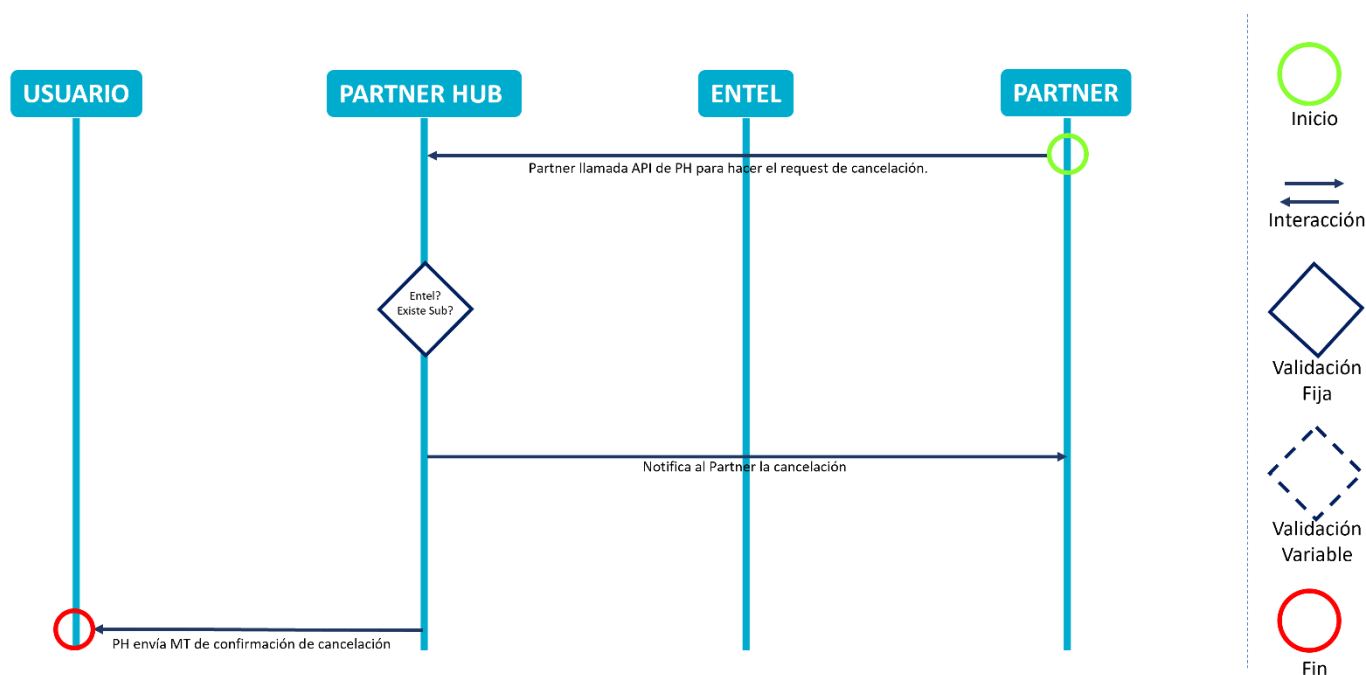 USUARIO
PARTNER HUB
ENTEL
PARTNER
Partner llamada API de PH para hacer el request de cancelación.
Entel?
Existe Sub?
Notifica al Partner la cancelación
PH envía MT de confirmación de cancelación
Inicio
Interacción
Validación
Fija
Validación
Variable
Fin